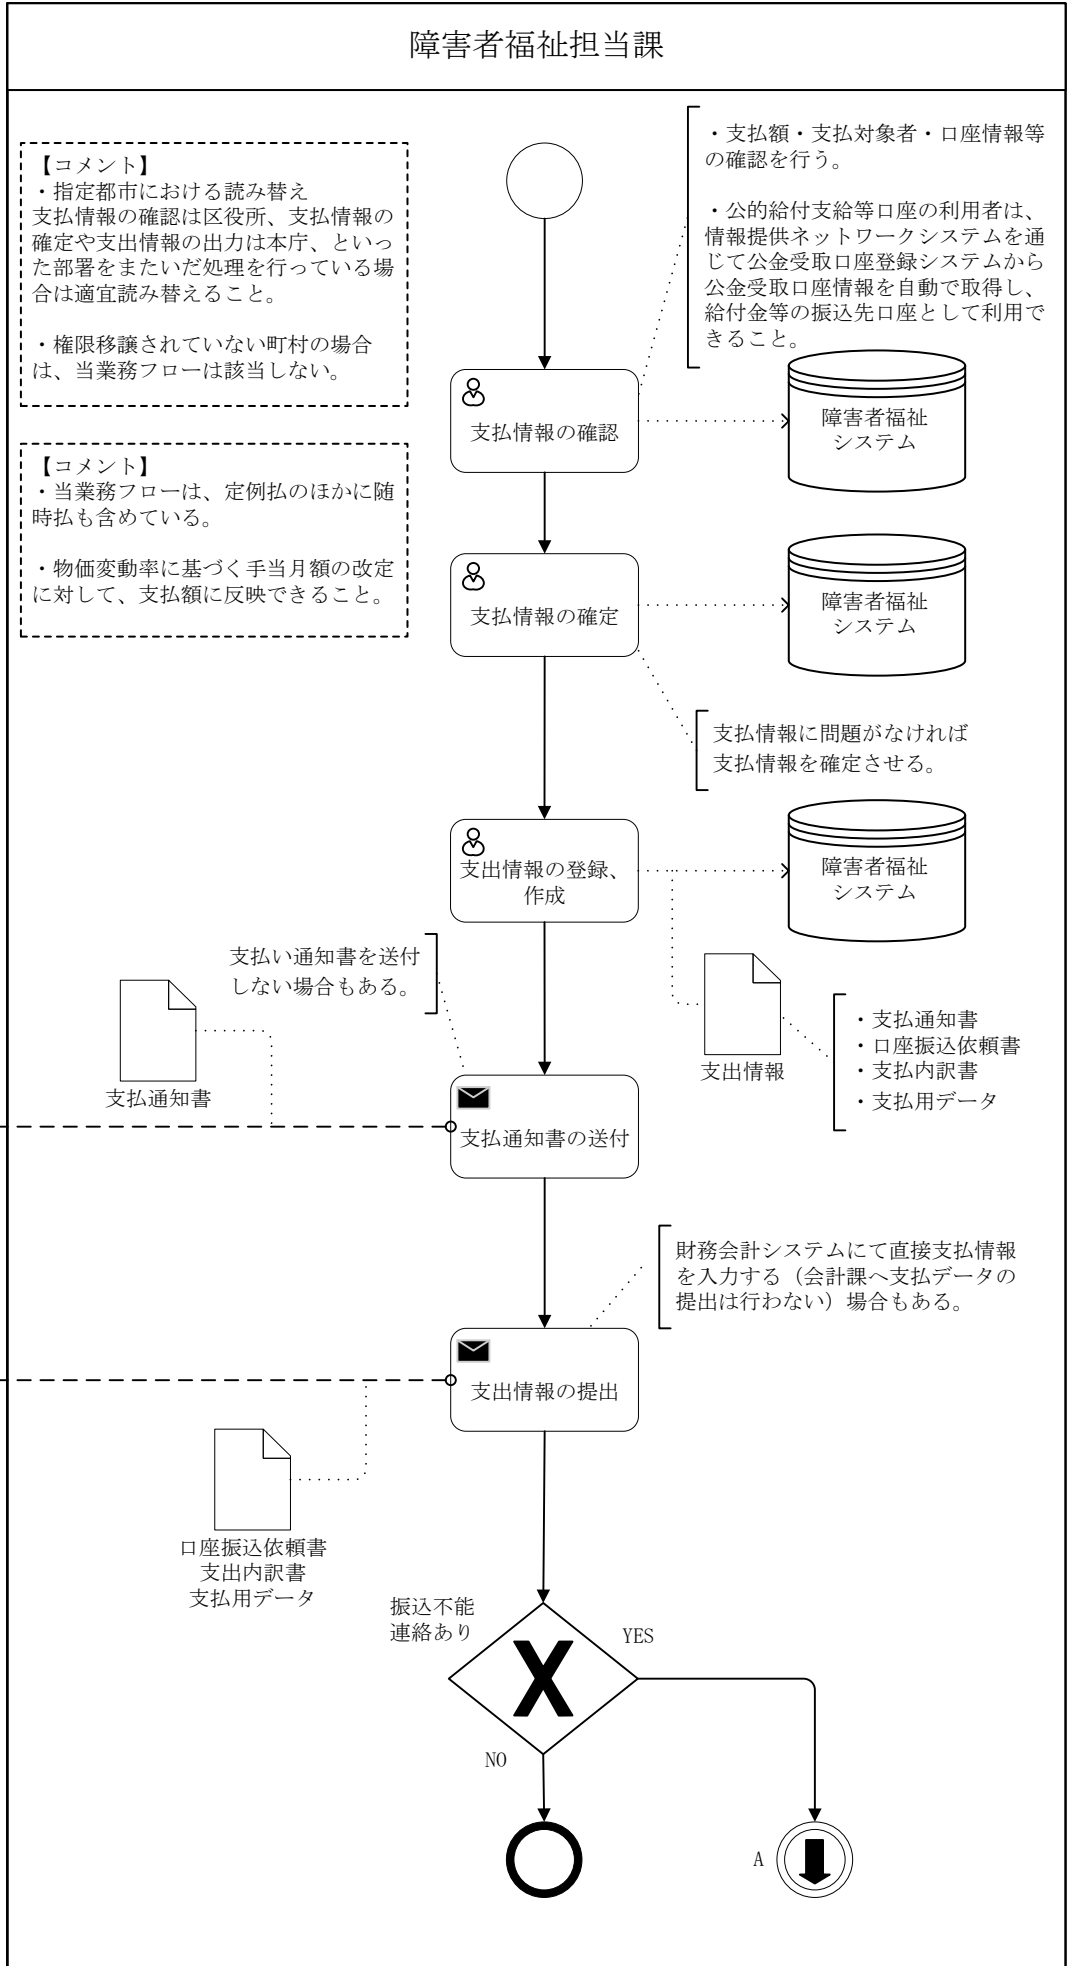 障害者福祉担当課
【コメント】
・指定都市における読み替え
支払情報の確認は区役所、支払情報の
確定や支出情報の出力は本庁、といっ
た部署をまたいだ処理を行っている場
合は適宜読み替えること。
・権限移譲されていない町村の場合
は、当業務フローは該当しない。
・支払額・支払対象者・口座情報等
の確認を行う。
・公的給付支給等口座の利用者は、
情報提供ネットワークシステムを通
じて公金受取口座登録システムから
公金受取口座情報を自動で取得し、
給付金等の振込先口座として利用で
きること。
支払情報の確認
障害者福祉
システム
【コメント】
・当業務フローは、定例払のほかに随
時払も含めている。
・物価変動率に基づく手当月額の改定
に対して、支払額に反映できること。
支払情報の確定
障害者福祉
システム
支払情報に問題がなければ
支払情報を確定させる。
支出情報の登録、
作成
障害者福祉
システム
支払い通知書を送付
しない場合もある。
支払通知書
支出情報
・支払通知書
・口座振込依頼書
・支払内訳書
・支払用データ
支払通知書の送付
財務会計システムにて直接支払情報
を入力する（会計課へ支払データの
提出は行わない）場合もある。
支出情報の提出
口座振込依頼書
支出内訳書
支払用データ
振込不能
連絡あり
YES
NO
A